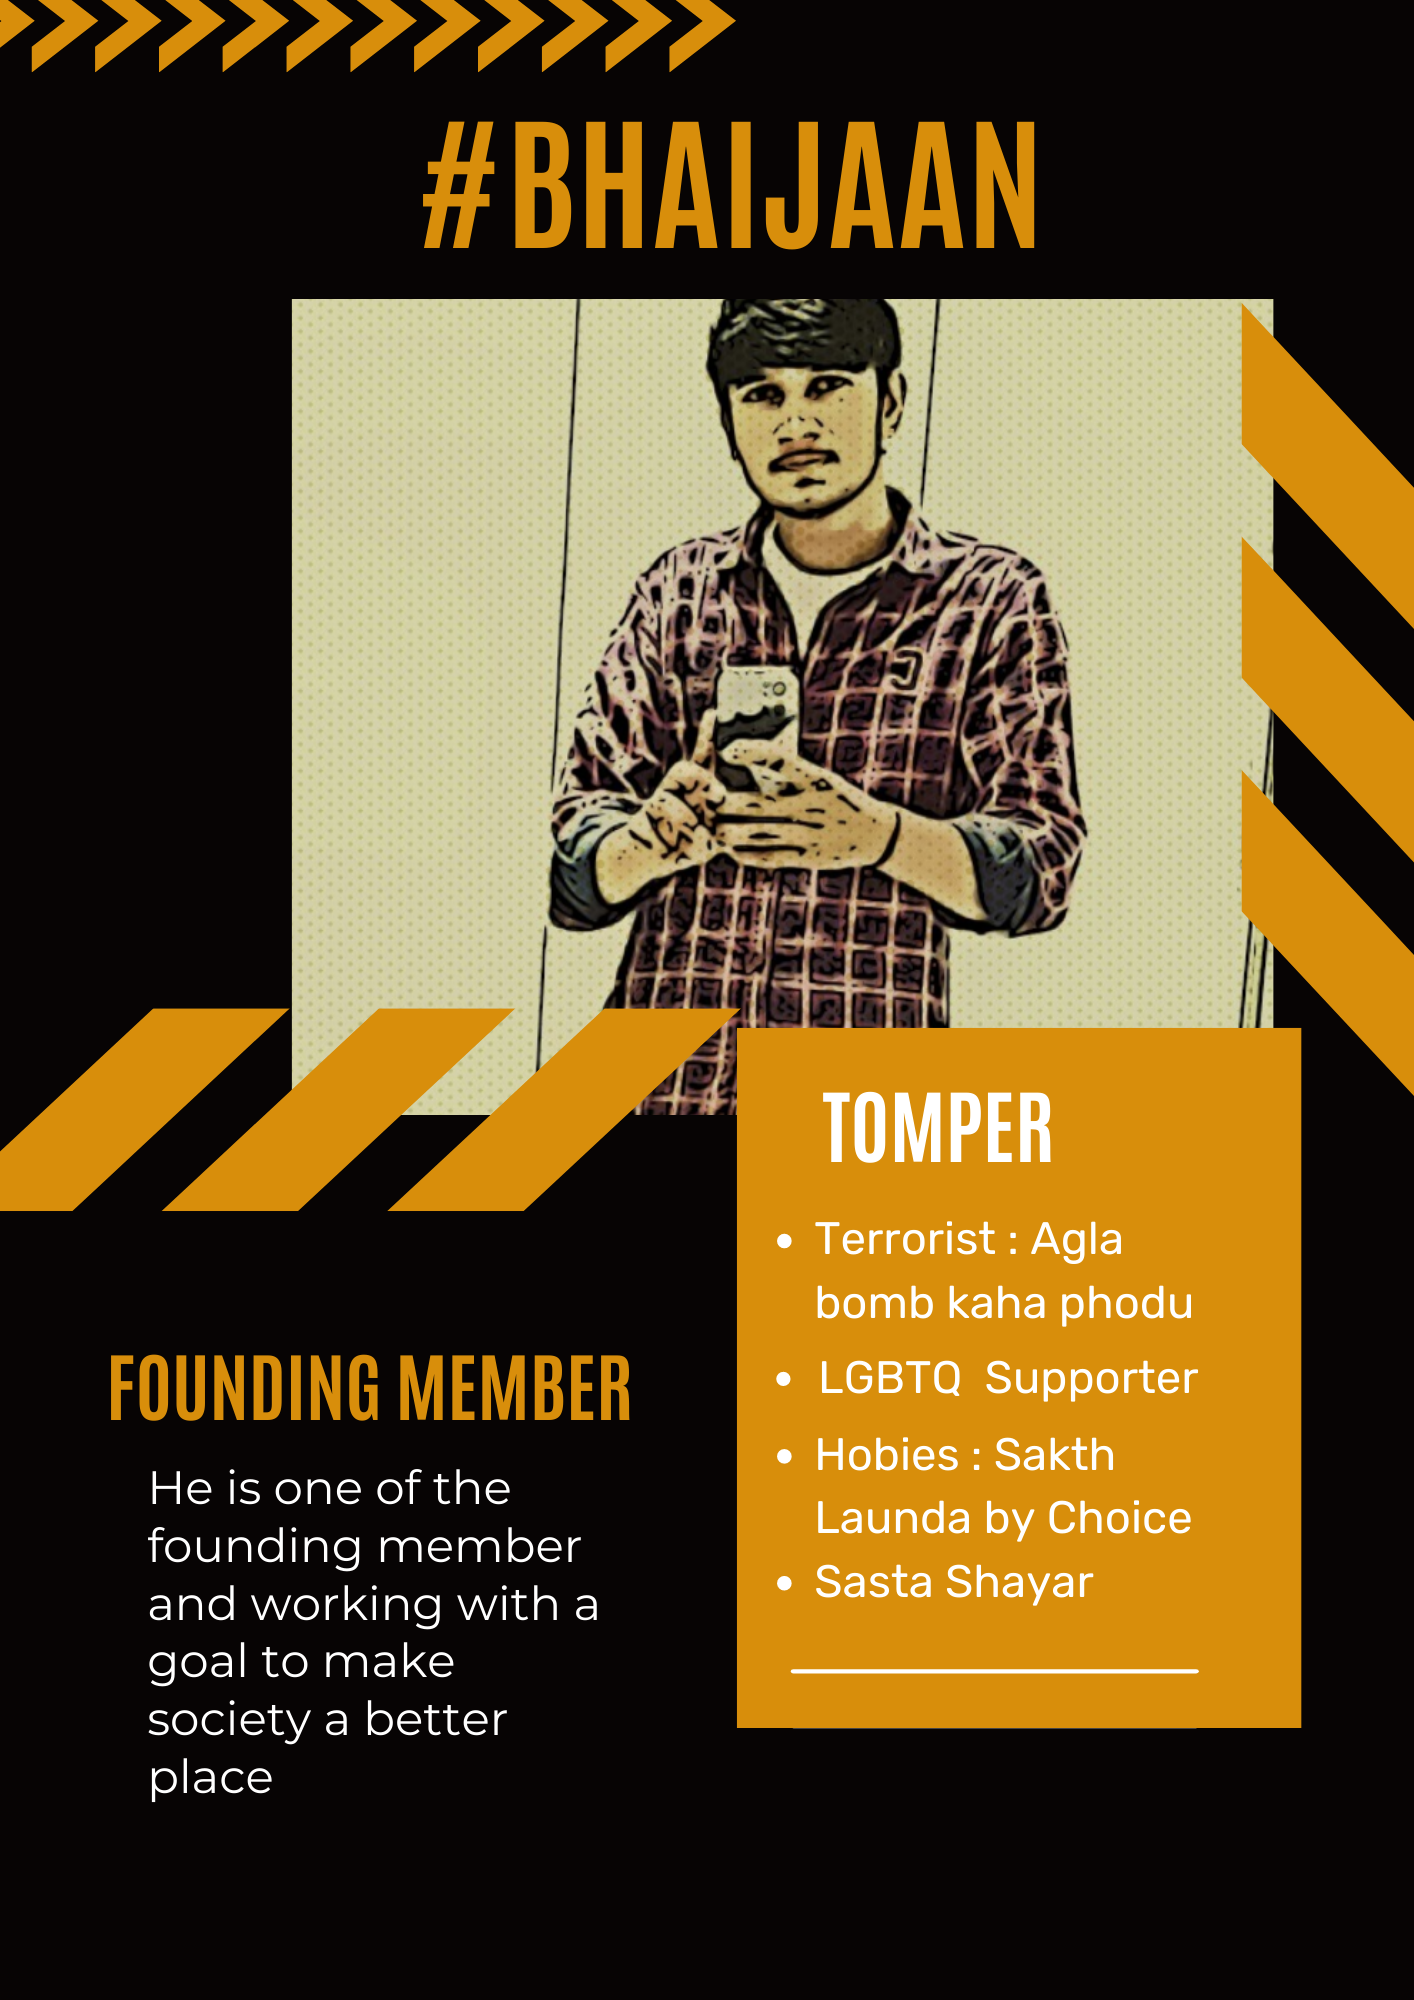 #BHAIJAAN
TOMPER
• Terrorist : Agla
bomb kaha phodu
• LGBTQ  Supporter
• Hobies : Sakth
Launda by Choice
• Sasta Shayar
FOUNDING MEMBER
He is one of the
founding member
and working with a
goal to make
society a better
place